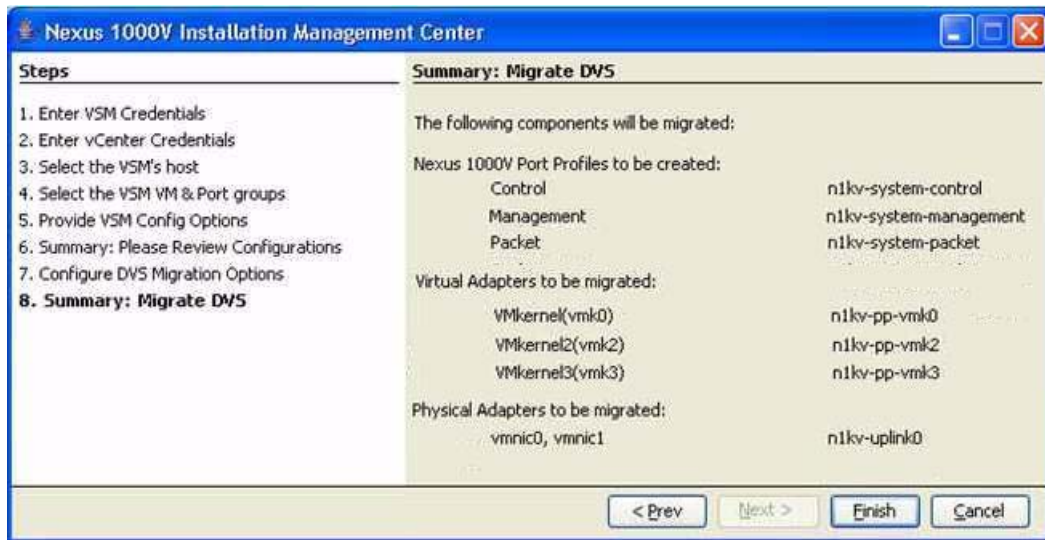 Nexus 1000V Installation Management Center
Steps
1. Enter VSM Credentials
2. Enter vCenter Credentials
3. Select the VSM's host
4. Select the VSM VM & Port groups
5. Provide VSM Config Options
6. Summary: Please Review Configurations
7. Configure DVS Migration Options
8. Summary: Migrate DVS
Summary: Migrate DVS
The following components will be migrated:
Nexus 1000V Port Profiles to be created:
Control n1kv-system-control
Management n1kv-system-management
Packet n1kv-system-packet
Virtual Adapters to be migrated:
VMkernel(vmk0) n1kv-pp-vmk0
VMkernel2(vmk2) n1kv-pp-vmk2
VMkernel3(vmk3) n1kv-pp-vmk3
Physical Adapters to be migrated:
vmnic0, vmnic1 n1kv-uplink0
< Prev Next > Finish Cancel